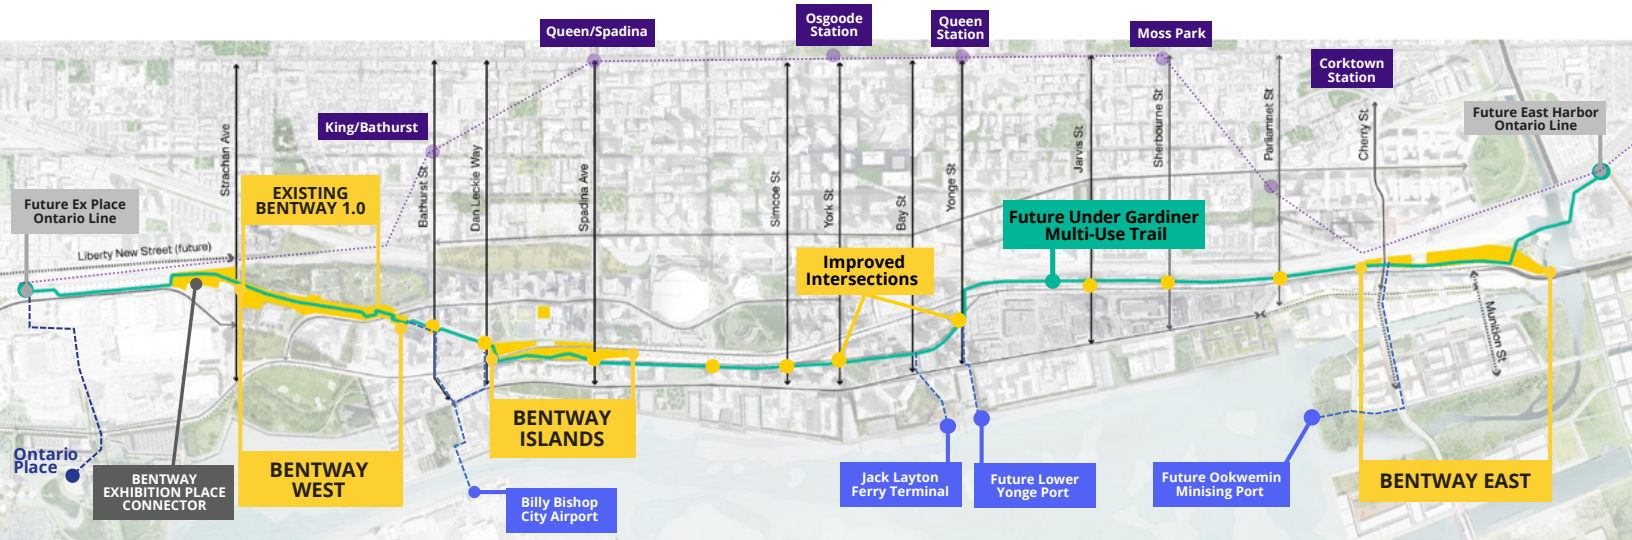 Queen/Spadina
Osgoode
Station
Queen
Station
Moss Park
Corktown
Station
King/Bathurst
Future East Harbor
Ontario Line
Strachan Ave
Bathurst St
Dan Leckie Way
Spadina Ave
Simcoe St
York St
Bay St
Yonge St
Jarvis St
Sherbourne St
Parliamnet St
Cherry St
Munition St
Future Ex Place
Ontario Line
EXISTING
BENTWAY 1.0
Liberty New Street (future)
Future Under Gardiner
Multi-Use Trail
Improved
Intersections
BENTWAY
ISLANDS
Ontario
Place
BENTWAY
EXHIBITION PLACE
CONNECTOR
BENTWAY
WEST
Billy Bishop
City Airport
Jack Layton
Ferry Terminal
Future Lower
Yonge Port
Future Ookwemin
Minising Port
BENTWAY EAST